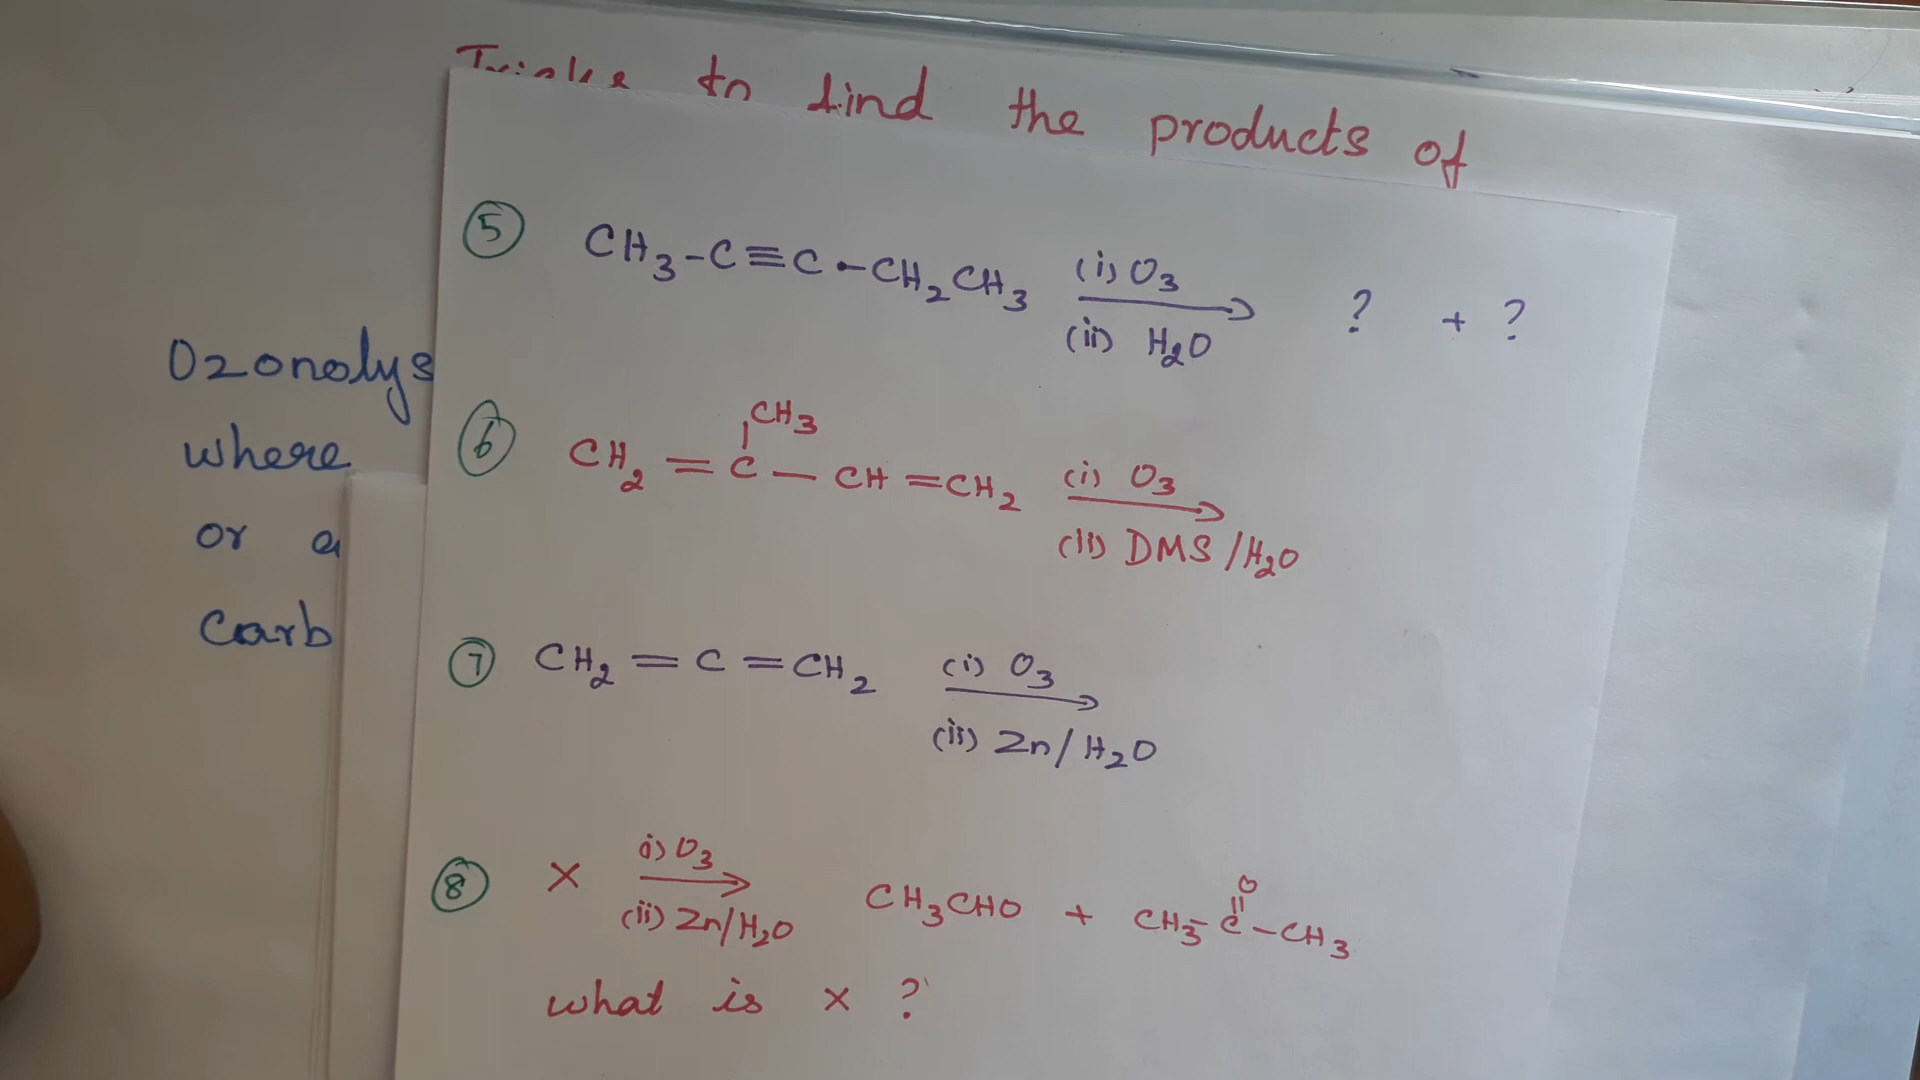 Tricks to find the products of
Ozonolys
where
or a
Carb
⑤ CH₃-C≡C-CH₂CH₃ (i) O₃ (ii) H₂O → ? + ?
⑥ CH₂=C(CH₃)-CH=CH₂ (i) O₃ (ii) DMS/H₂O →
⑦ CH₂=C=CH₂ (i) O₃ (ii) Zn/H₂O →
⑧ X i) O₃ (ii) Zn/H₂O → CH₃CHO + CH₃-C(=O)-CH₃
what is x ?